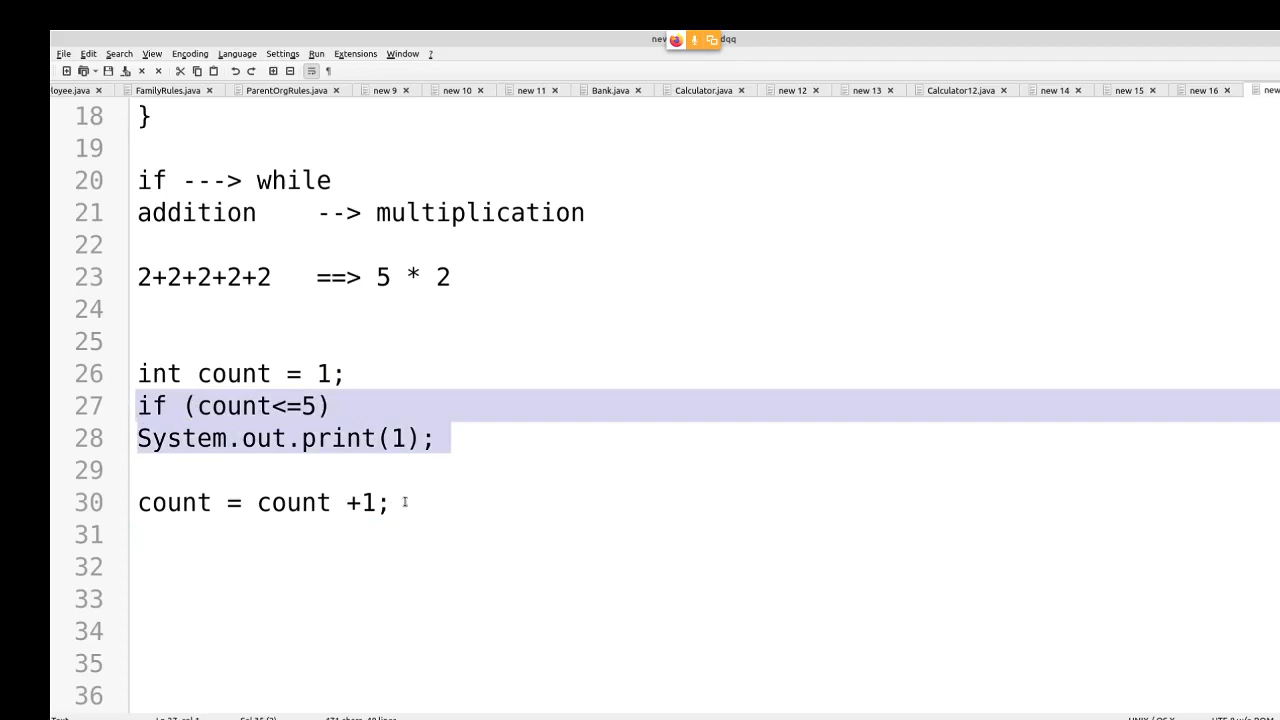 new dqq
File Edit Search View Encoding Language Settings Run Extensions Window ?
loyee.java FamilyRules.java ParentOrgRules.java new 9 new 10 new 11 Bank.java Calculator.java new 12 new 13 Calculator12.java new 14 new 15 new 16 new
18 }
19
20 if ---> while
21 addition    --> multiplication
22
23 2+2+2+2+2   ==> 5 * 2
24
25
26 int count = 1;
27 if (count<=5)
28 System.out.print(1);
29
30 count = count +1;
31
32
33
34
35
36